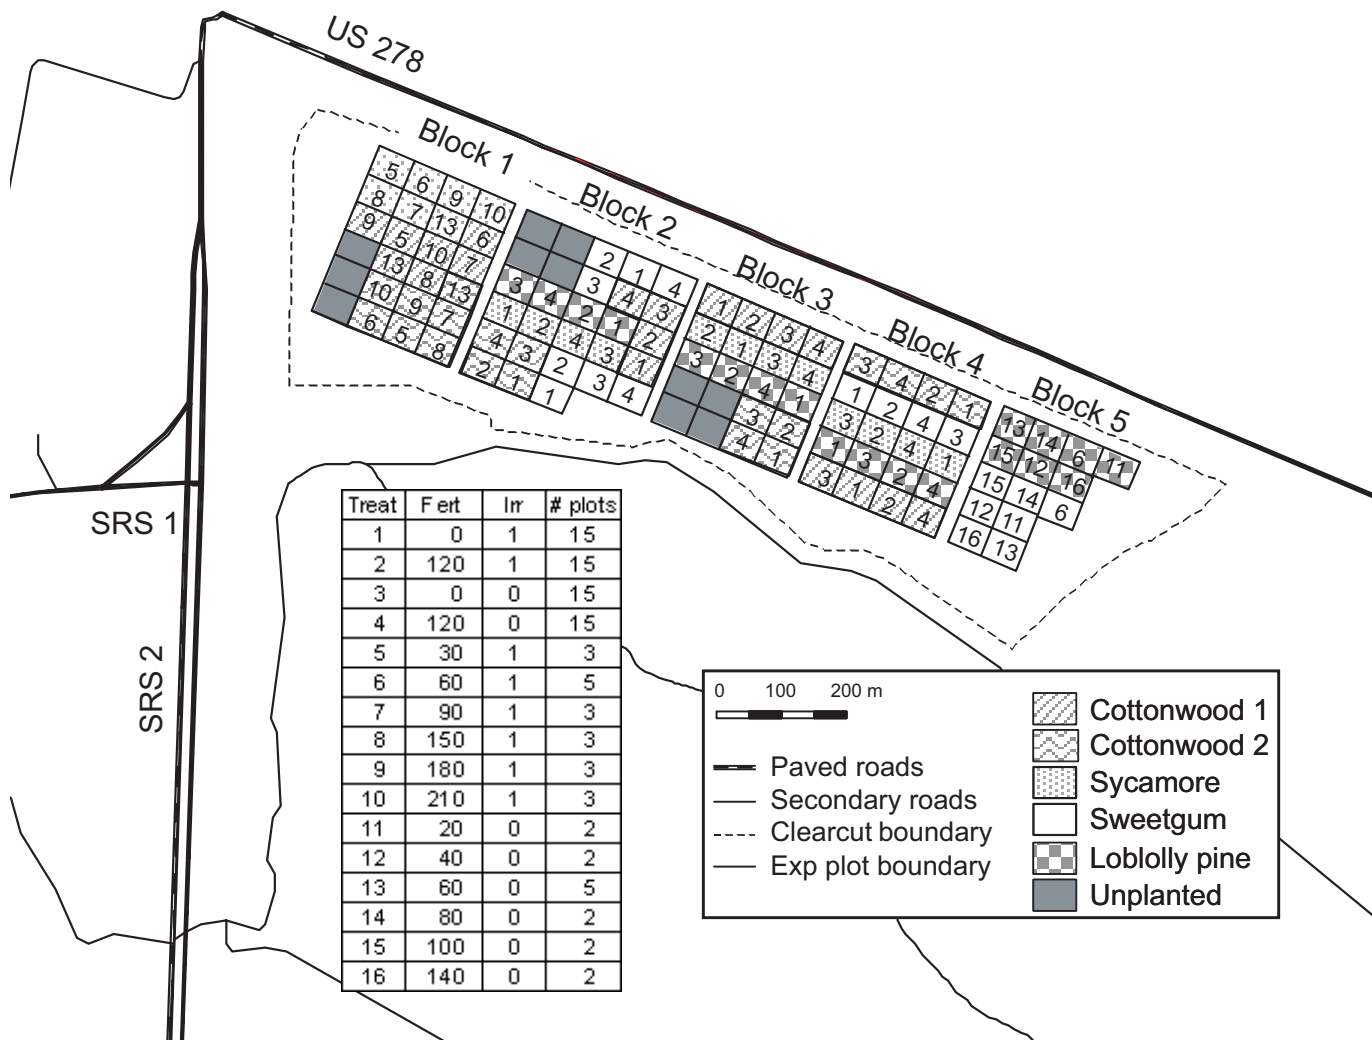 US 278
Block 1
5 6 9 10
8 7 13 6
9 5 10 7
13 8 13
10 9 7
6 5 8
Block 2
2 1 4
3 4 3
3 4 2 1 2
1 2 4 3 1
4 3 2 3 4
2 1 1
Block 3
1 2 3 4
2 1 3 4
3 2 4 1
3 2
4 1
Block 4
3 4 2 1
1 2 4 3
3 2 4 1
1 3 2 4
3 1 2 4
Block 5
13 14 6 11
15 12 16
15 14 6
12 11
16 13
SRS 1
SRS 2
Treat Fert Irr # plots
1 0 1 15
2 120 1 15
3 0 0 15
4 120 0 15
5 30 1 3
6 60 1 5
7 90 1 3
8 150 1 3
9 180 1 3
10 210 1 3
11 20 0 2
12 40 0 2
13 60 0 5
14 80 0 2
15 100 0 2
16 140 0 2
0 100 200 m
Paved roads
Secondary roads
Clearcut boundary
Exp plot boundary
Cottonwood 1
Cottonwood 2
Sycamore
Sweetgum
Loblolly pine
Unplanted